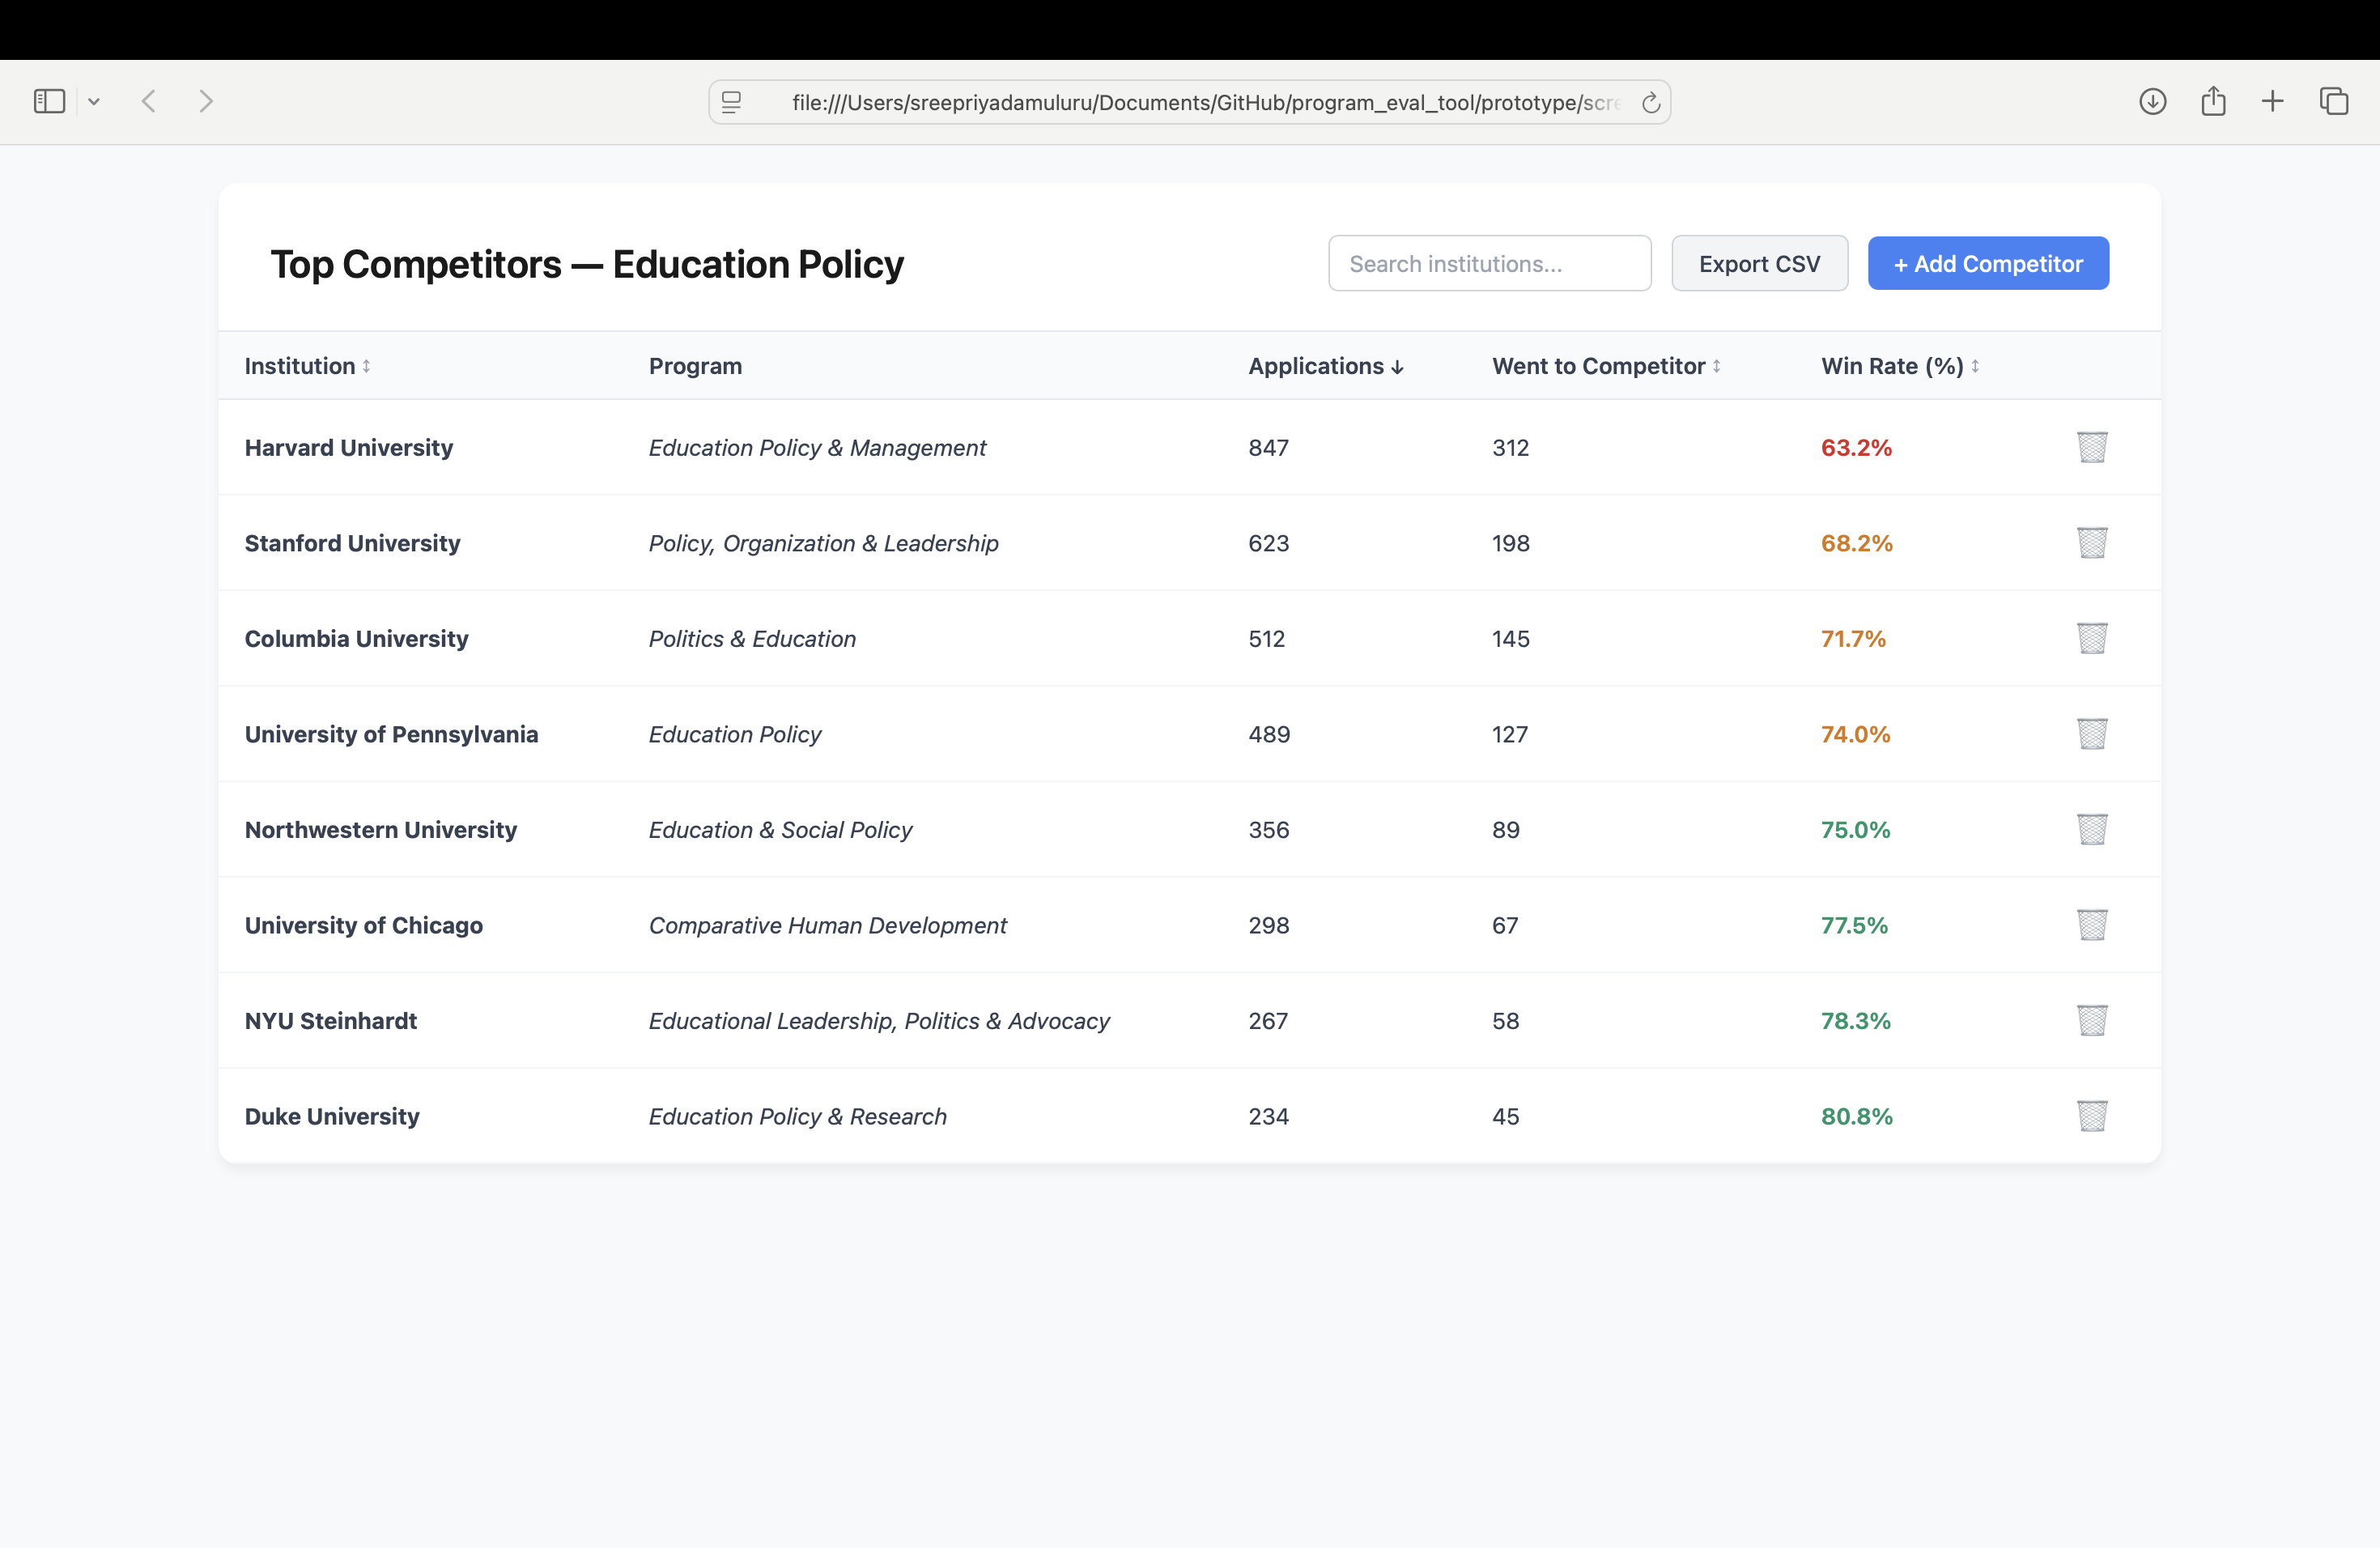 file:///Users/sreepriyadamuluru/Documents/GitHub/program_eval_tool/prototype/scre
Top Competitors — Education Policy
Search institutions...
Export CSV
+ Add Competitor
Institution ↕ Program Applications ↓ Went to Competitor ↕ Win Rate (%) ↕
Harvard University Education Policy & Management 847 312 63.2%
Stanford University Policy, Organization & Leadership 623 198 68.2%
Columbia University Politics & Education 512 145 71.7%
University of Pennsylvania Education Policy 489 127 74.0%
Northwestern University Education & Social Policy 356 89 75.0%
University of Chicago Comparative Human Development 298 67 77.5%
NYU Steinhardt Educational Leadership, Politics & Advocacy 267 58 78.3%
Duke University Education Policy & Research 234 45 80.8%